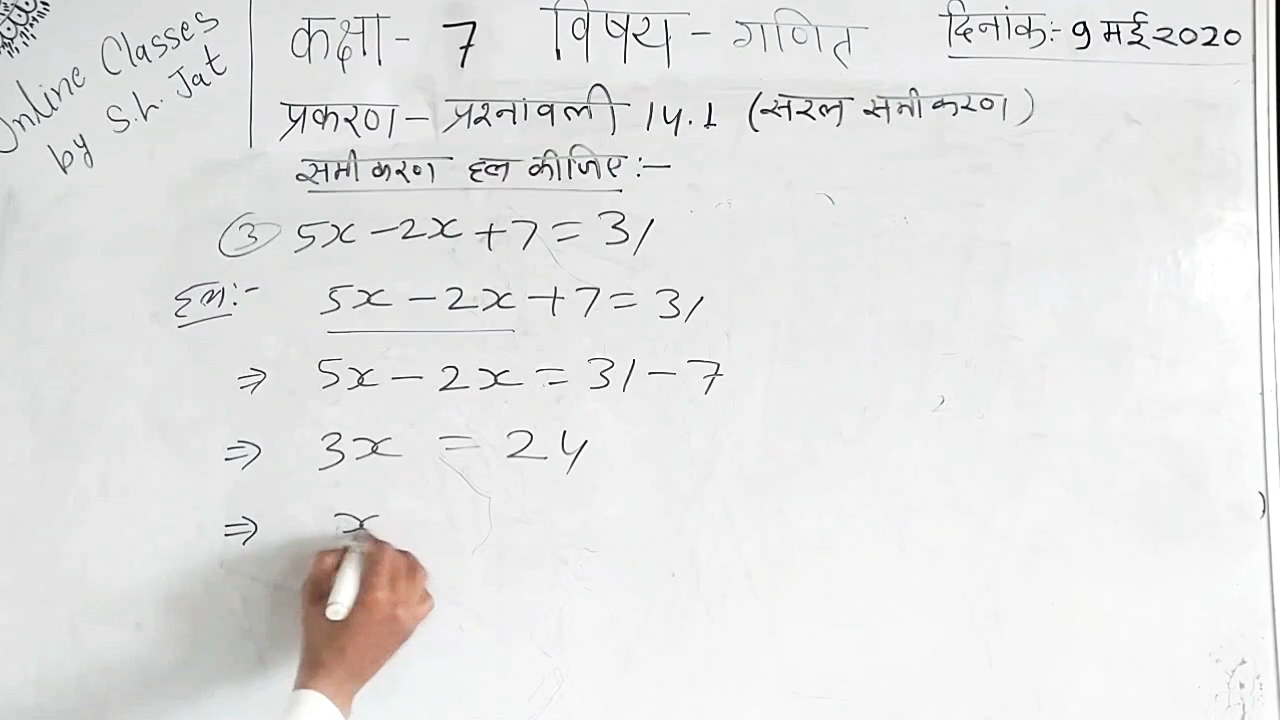 Online Classes
by S.L. Jat
कक्षा- 7 विषय - गणित दिनांक:- 9 मई 2020
प्रकरण - प्रश्नावली 14.1 (सरल समीकरण)
समीकरण हल कीजिए:-
③ 5x - 2x + 7 = 31
हल:- 5x - 2x + 7 = 31
⇒ 5x - 2x = 31 - 7
⇒ 3x = 24
⇒ x